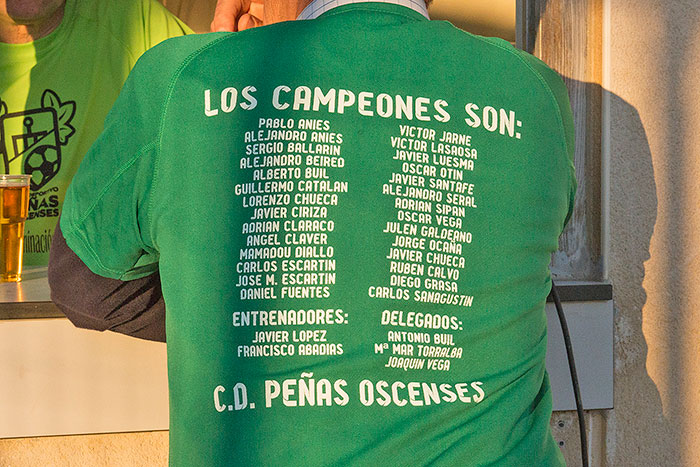 LOS CAMPEONES SON:
PABLO ANIES
ALEJANDRO ANIES
SERGIO BALLARIN
ALEJANDRO BEIRED
ALBERTO BUIL
GUILLERMO CATALAN
LORENZO CHUECA
JAVIER CIRIZA
ADRIAN CLARACO
ANGEL CLAVER
MAMADOU DIALLO
CARLOS ESCARTIN
JOSE M. ESCARTIN
DANIEL FUENTES
VICTOR JARNE
VICTOR LASAOSA
JAVIER LUESMA
OSCAR OTIN
JAVIER SANTAFE
ALEJANDRO SERAL
ADRIAN SIPAN
OSCAR VEGA
JULEN GALDEANO
JORGE OCAÑA
JAVIER CHUECA
RUBEN CALVO
DIEGO GRASA
CARLOS SANAGUSTIN
ENTRENADORES:
JAVIER LOPEZ
FRANCISCO ABADIAS
DELEGADOS:
ANTONIO BUIL
Mª MAR TORRALBA
JOAQUIN VEGA
C.D. PEÑAS OSCENSES